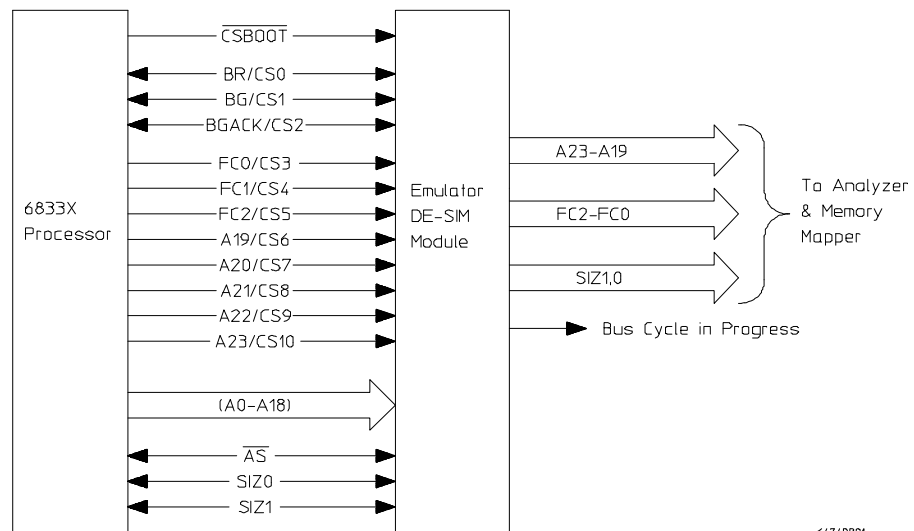 CSBOOT
BR/CS0
BG/CS1
BGACK/CS2
FC0/CS3
FC1/CS4
FC2/CS5
A19/CS6
A20/CS7
A21/CS8
A22/CS9
A23/CS10
(A0-A18)
AS
SIZ0
SIZ1
6833X
Processor
Emulator
DE-SIM
Module
A23-A19
FC2-FC0
SIZ1,0
Bus Cycle in Progress
To Analyzer
& Memory
Mapper